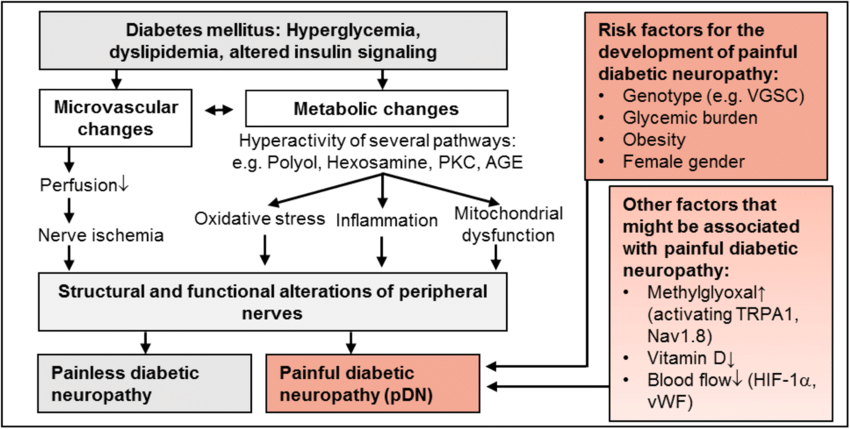 Diabetes mellitus: Hyperglycemia,
dyslipidemia, altered insulin signaling
Microvascular
changes
Metabolic changes
Hyperactivity of several pathways:
e.g. Polyol, Hexosamine, PKC, AGE
Perfusion↓
Nerve ischemia
Oxidative stress
Inflammation
Mitochondrial
dysfunction
Structural and functional alterations of peripheral
nerves
Painless diabetic
neuropathy
Painful diabetic
neuropathy (pDN)
Risk factors for the
development of painful
diabetic neuropathy:
• Genotype (e.g. VGSC)
• Glycemic burden
• Obesity
• Female gender
Other factors that
might be associated
with painful diabetic
neuropathy:
• Methylglyoxal↑
(activating TRPA1,
Nav1.8)
• Vitamin D↓
• Blood flow↓ (HIF-1α,
vWF)